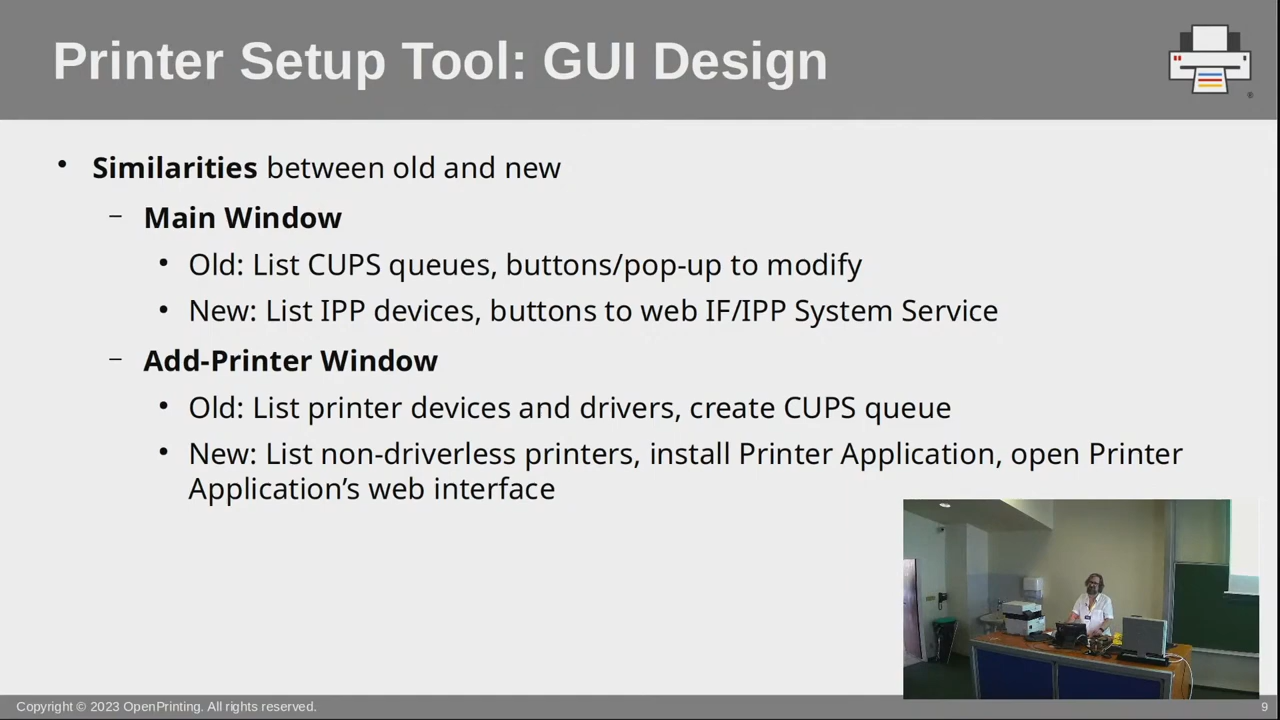 Printer Setup Tool: GUI Design
®
• Similarities between old and new
– Main Window
• Old: List CUPS queues, buttons/pop-up to modify
• New: List IPP devices, buttons to web IF/IPP System Service
– Add-Printer Window
• Old: List printer devices and drivers, create CUPS queue
• New: List non-driverless printers, install Printer Application, open Printer
Application’s web interface
Copyright © 2023 OpenPrinting. All rights reserved.
9